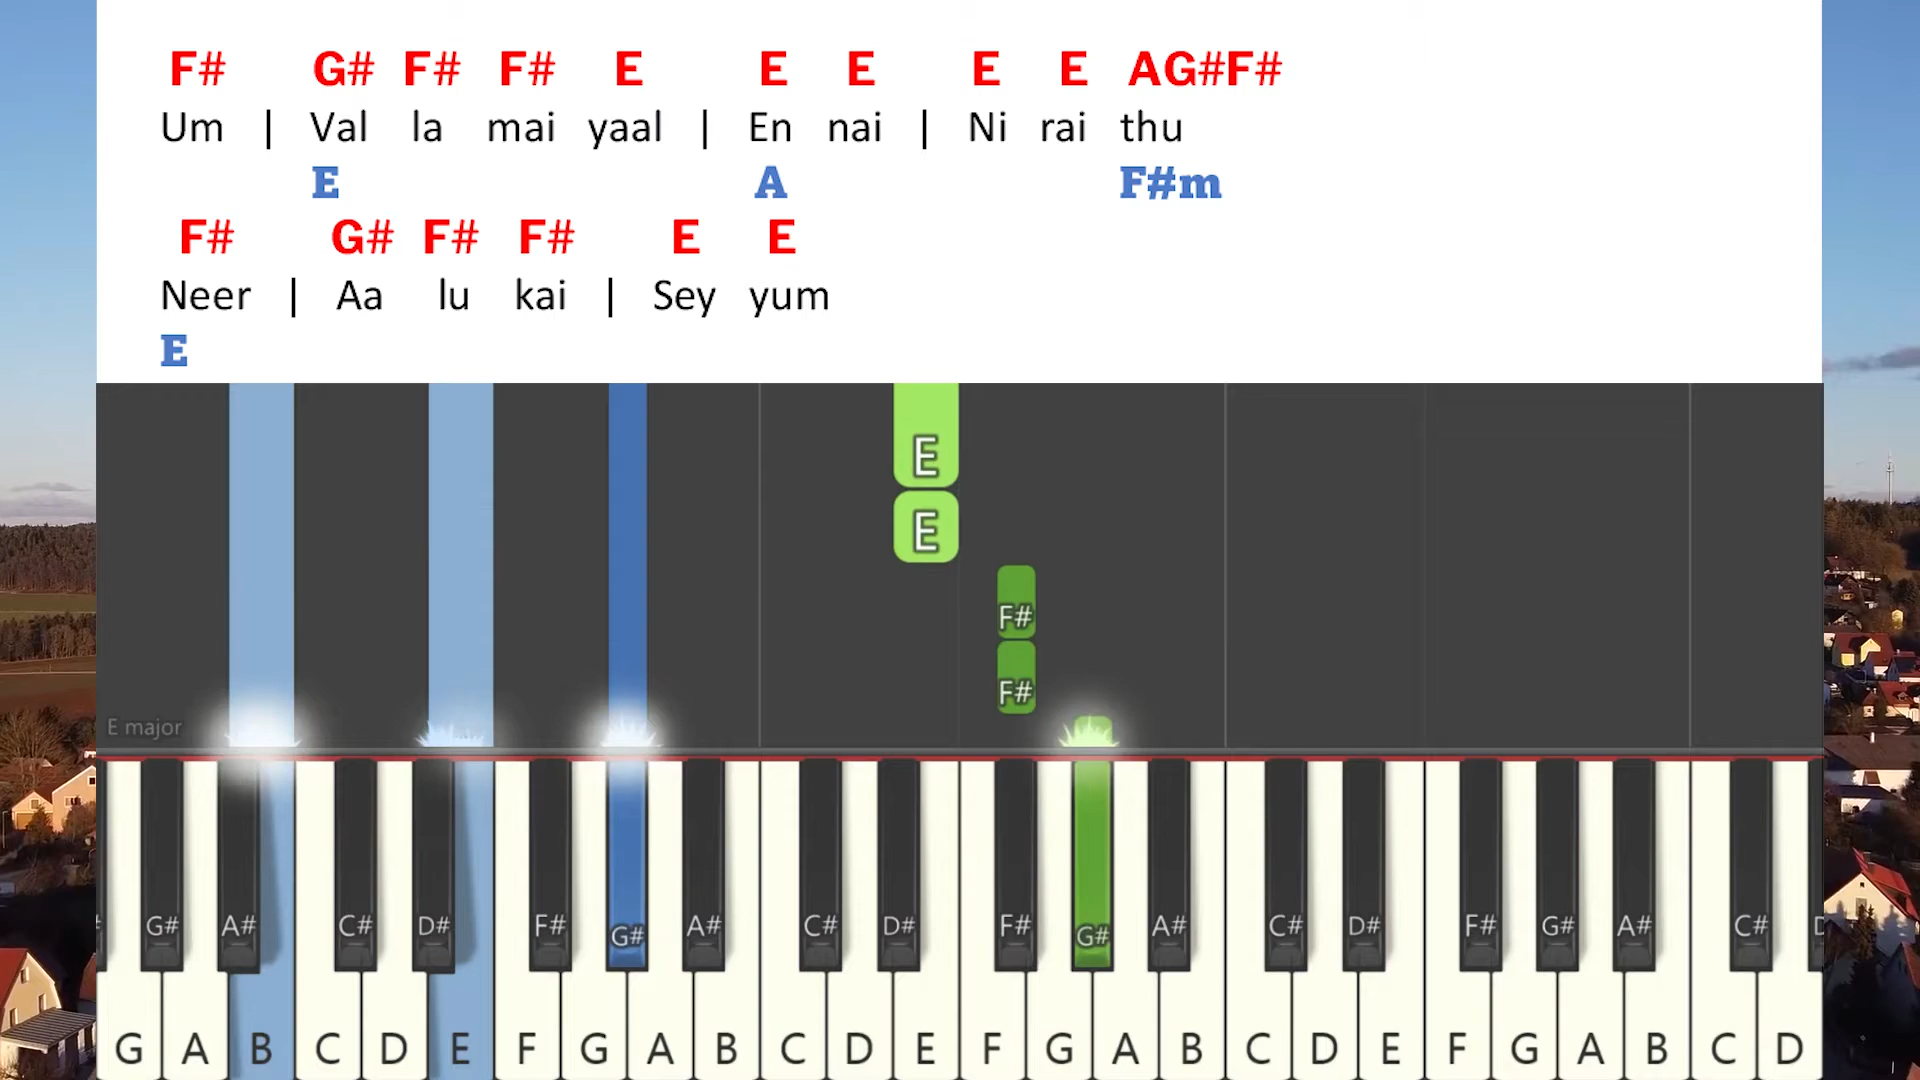 F# G# F# F# E E E E E AG#F#
Um | Val la mai yaal | En nai | Ni rai thu
E A F#m
F# G# F# F# E E
Neer | Aa lu kai | Sey yum
E
E
E
F#
F#
E major
G# A# C# D# F# G# A# C# D# F# G# A# C# D# F# G# A# C#
G A B C D E F G A B C D E F G A B C D E F G A B C D